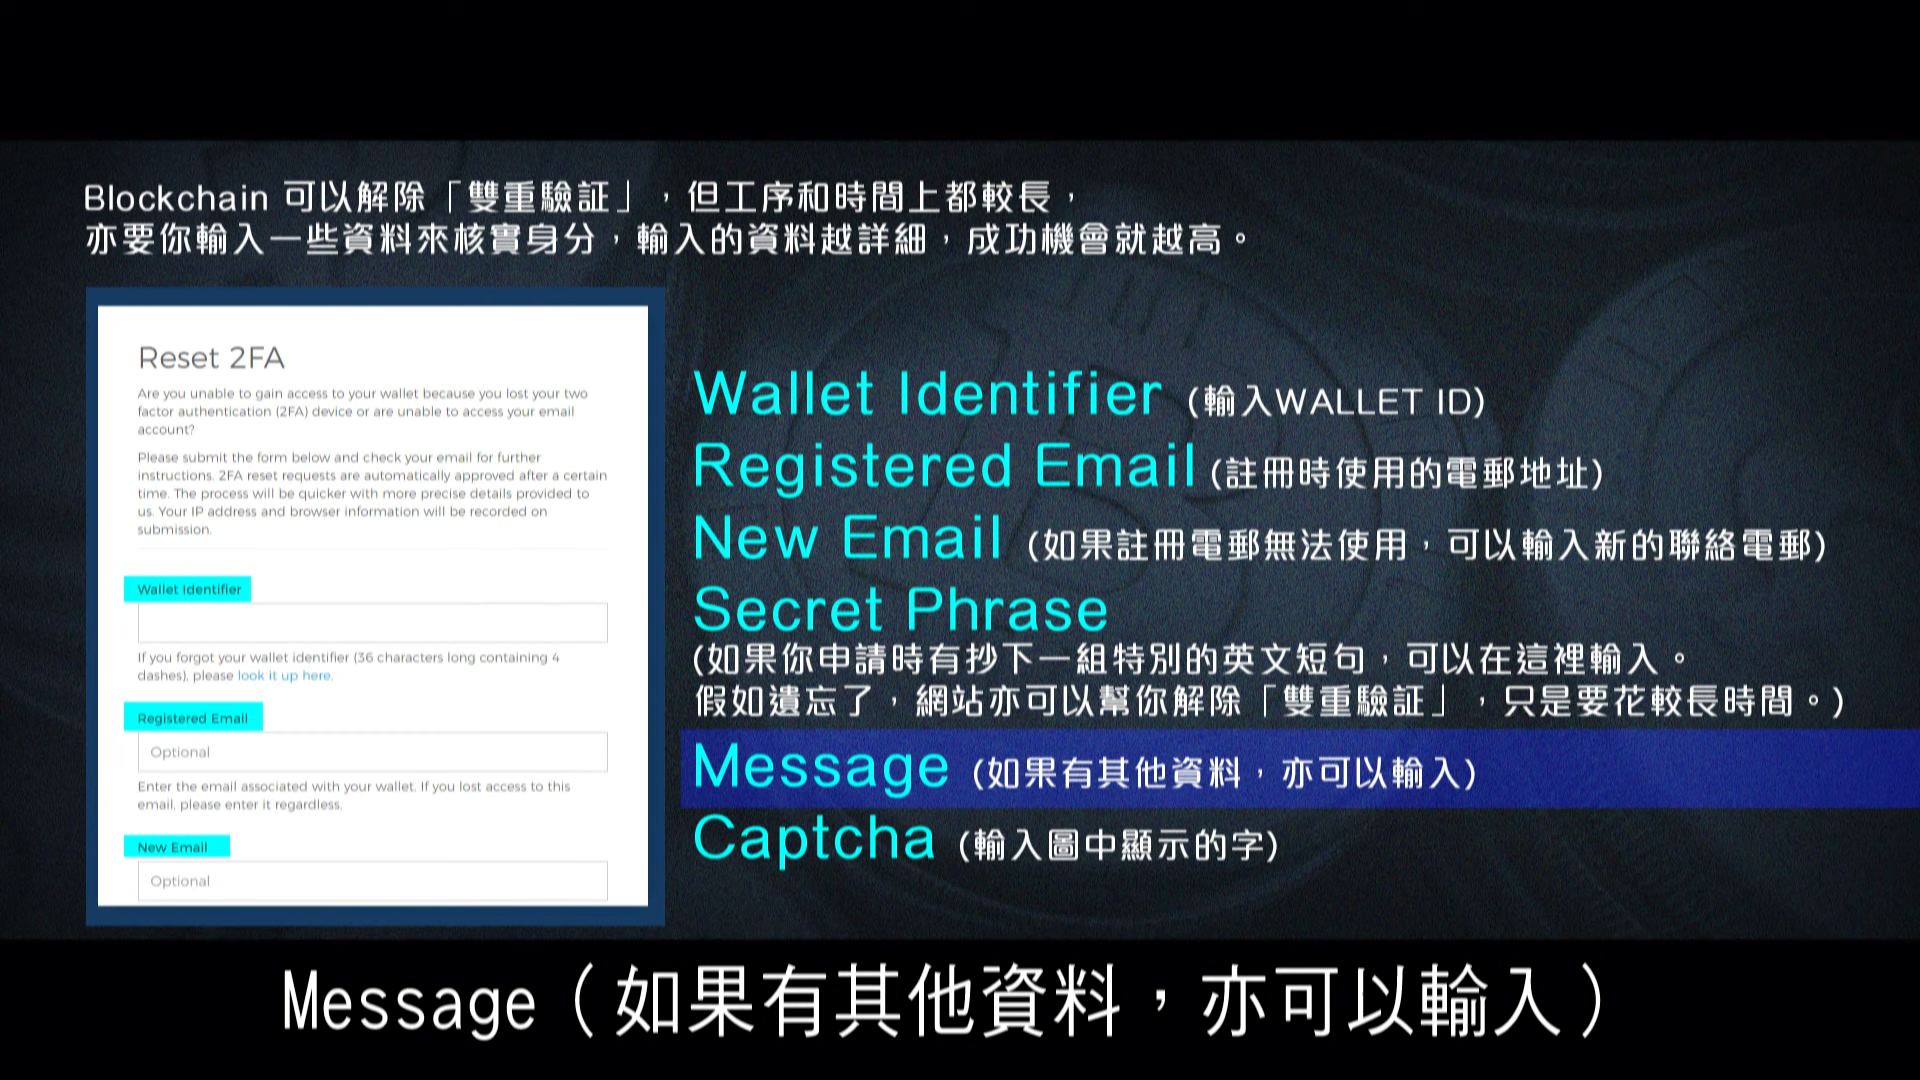 Blockchain 可以解除「雙重驗証」，但工序和時間上都較長，
亦要你輸入一些資料來核實身分，輸入的資料越詳細，成功機會就越高。
Reset 2FA
Are you unable to gain access to your wallet because you lost your two
factor authentication (2FA) device or are unable to access your email
account?
Please submit the form below and check your email for further
instructions. 2FA reset requests are automatically approved after a certain
time. The process will be quicker with more precise details provided to
us. Your IP address and browser information will be recorded on
submission.
Wallet Identifier
If you forgot your wallet identifier (36 characters long containing 4
dashes), please look it up here.
Registered Email
Optional
Enter the email associated with your wallet. If you lost access to this
email, please enter it regardless.
New Email
Optional
Wallet Identifier (輸入WALLET ID)
Registered Email (註冊時使用的電郵地址)
New Email (如果註冊電郵無法使用，可以輸入新的聯絡電郵)
Secret Phrase
(如果你申請時有抄下一組特別的英文短句，可以在這裡輸入。
假如遺忘了，網站亦可以幫你解除「雙重驗証」，只是要花較長時間。)
Message (如果有其他資料，亦可以輸入)
Captcha (輸入圖中顯示的字)
Message（如果有其他資料，亦可以輸入）